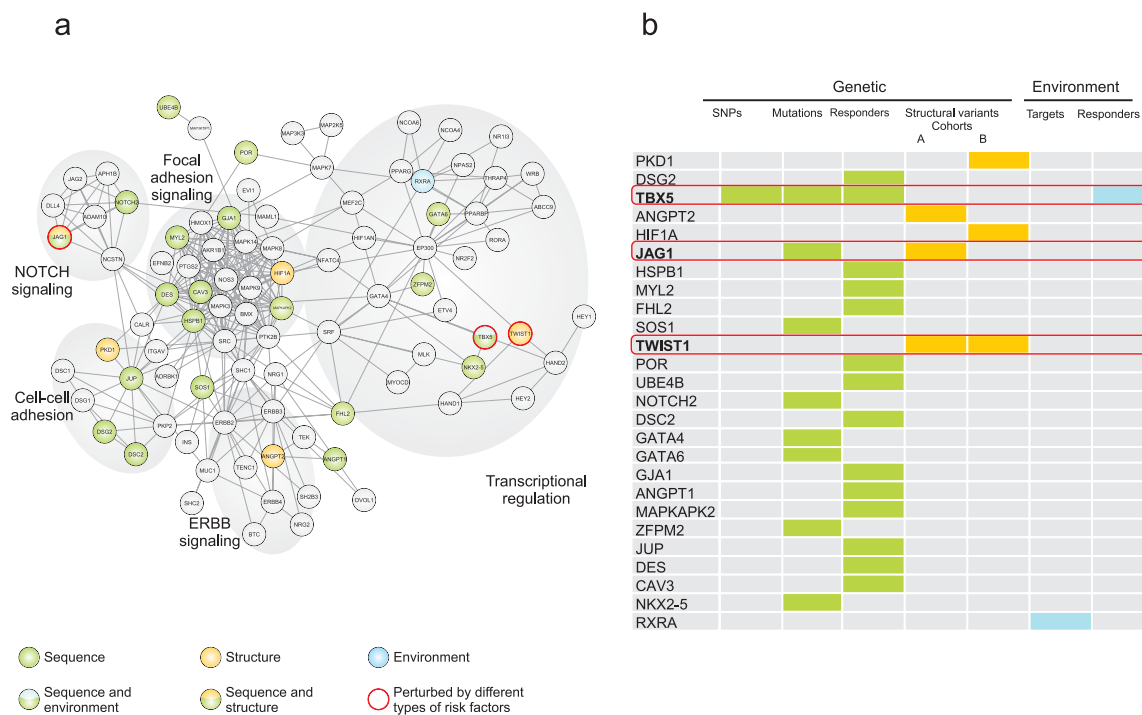 a
b
Genetic
Environment
SNPs
Mutations
Responders
Structural variants
Cohorts
A
B
Targets
Responders
UBE4B
POR
MAP3K3
MAP2K5
MAPK7
NCOA6
NCOA4
NR1I3
PPARG
NPAS2
THRAP4
WRB
RXRA
ABCC9
PPARBP
GATA6
RORA
EP300
NR2F2
MEF2C
HIF1AN
NFATC4
ZFPM2
GATA4
ETV4
HEY1
SRF
TBX5
TWIST1
MLK
NKX2-5
HAND2
MYOCD
HAND1
HEY2
Focal
adhesion
signaling
EVI1
GJA1
MAML1
HMOX1
MYL2
MAPK14
MAPK8
AKR1B1
EFNB2
PTGS2
HIF1A
NOS3
MAPK9
DES
CAV3
MAPK3
BMX
MAPKAPK2
HSPB1
SRC
PTK2B
JAG2
APH1B
DLL4
NOTCH2
ADAM10
JAG1
NCSTN
NOTCH
signaling
CALR
PKD1
ITGAV
DSC1
JUP
ADRBK1
Cell-cell
adhesion
DSG1
SOS1
SHC1
NRG1
DSG2
PKP2
ERBB2
ERBB3
FHL2
DSC2
INS
TEK
ANGPT2
ANGPT1
MUC1
TENC1
SHC2
ERBB4
SH2B3
OVOL1
ERBB
signaling
BTC
NRG2
Transcriptional
regulation
PKD1
DSG2
TBX5
ANGPT2
HIF1A
JAG1
HSPB1
MYL2
FHL2
SOS1
TWIST1
POR
UBE4B
NOTCH2
DSC2
GATA4
GATA6
GJA1
ANGPT1
MAPKAPK2
ZFPM2
JUP
DES
CAV3
NKX2-5
RXRA
Sequence
Structure
Environment
Sequence and
environment
Sequence and
structure
Perturbed by different
types of risk factors